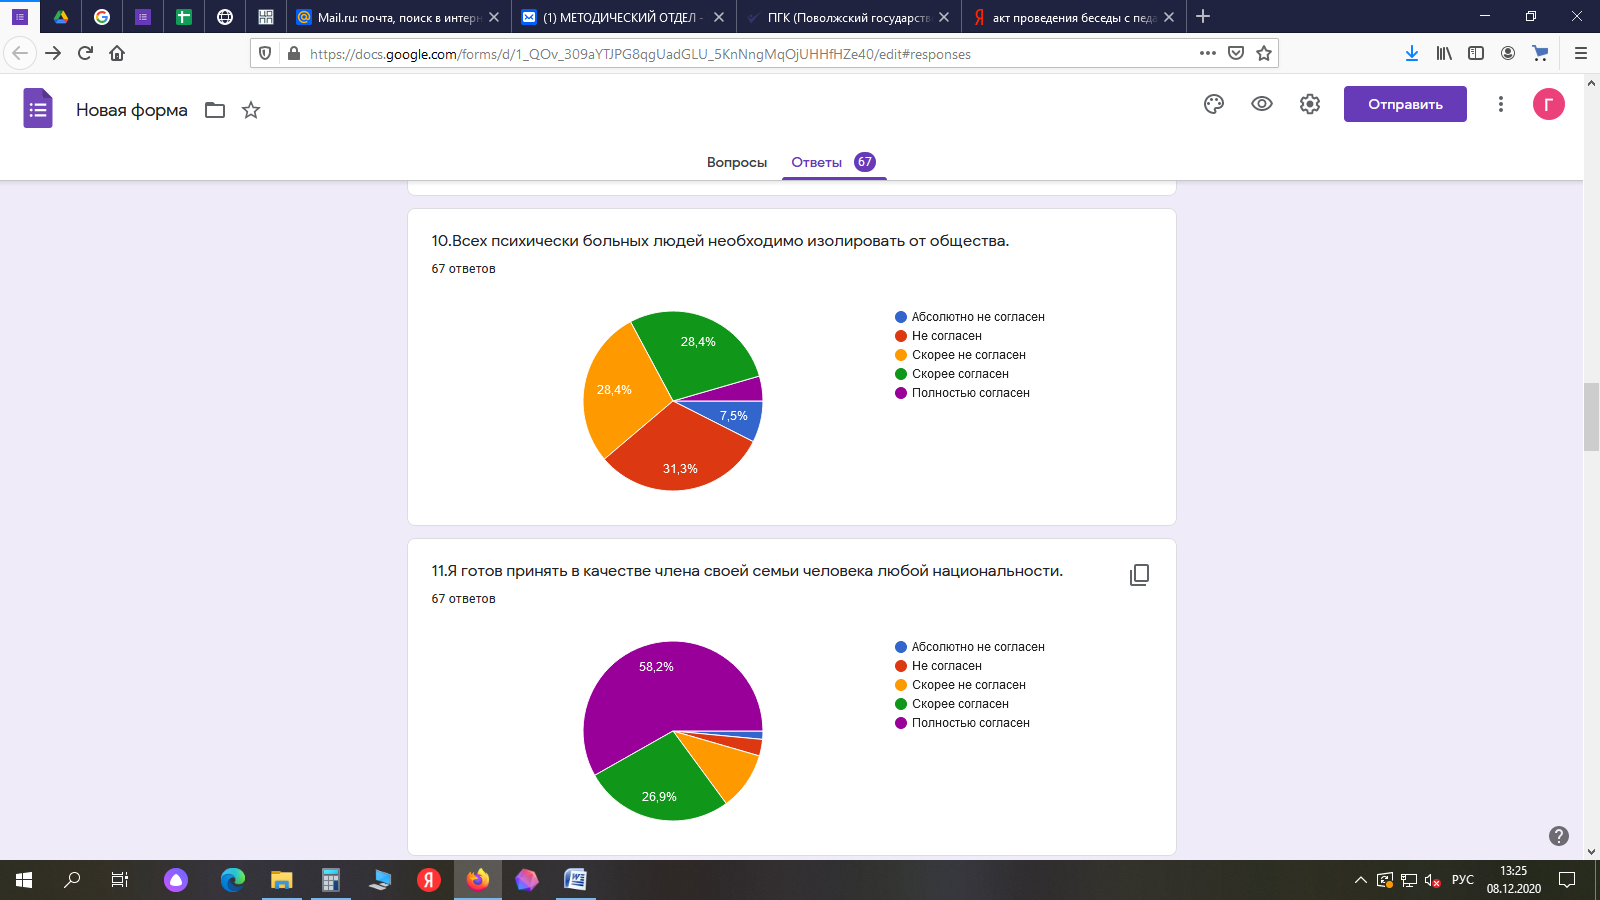 Mail.ru: почта, поиск в интерн
(1) МЕТОДИЧЕСКИЙ ОТДЕЛ -
ПГК (Поволжский государств
акт проведения беседы с педа
https://docs.google.com/forms/d/1_QOv_309aYTJPG8qgUadGLU_5KnNngMqOjUHHfHZe40/edit#responses
Новая форма
Отправить
Г
Вопросы
Ответы 67
10.Всех психически больных людей необходимо изолировать от общества.
67 ответов
28,4%
28,4%
7,5%
31,3%
Абсолютно не согласен
Не согласен
Скорее не согласен
Скорее согласен
Полностью согласен
11.Я готов принять в качестве члена своей семьи человека любой национальности.
67 ответов
58,2%
26,9%
Абсолютно не согласен
Не согласен
Скорее не согласен
Скорее согласен
Полностью согласен
РУС
13:25
08.12.2020